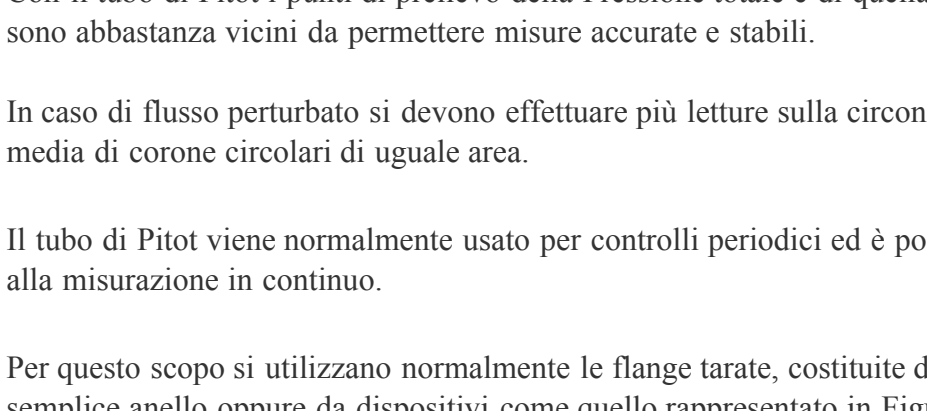 Con il tubo di Pitot i punti di prelievo della Pressione totale e di quella
sono abbastanza vicini da permettere misure accurate e stabili.
In caso di flusso perturbato si devono effettuare più letture sulla circon
media di corone circolari di uguale area.
Il tubo di Pitot viene normalmente usato per controlli periodici ed è po
alla misurazione in continuo.
Per questo scopo si utilizzano normalmente le flange tarate, costituite d
semplice anello oppure da dispositivi come quello rappresentato in Figu